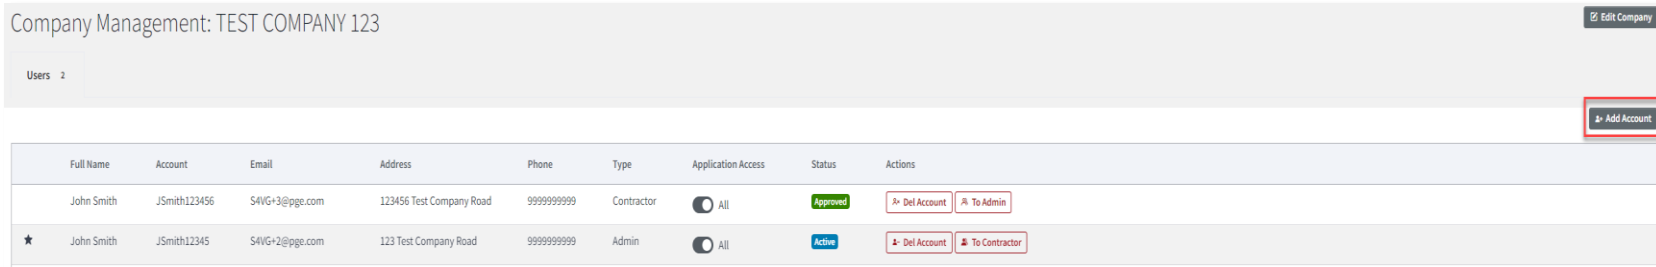 Company Management: TEST COMPANY 123
Edit Company
Users 2
Add Account
Full Name Account Email Address Phone Type Application Access Status Actions
John Smith JSmith123456 S4VG+3@pge.com 123456 Test Company Road 9999999999 Contractor All Approved Del Account To Admin
John Smith JSmith12345 S4VG+2@pge.com 123 Test Company Road 9999999999 Admin All Active Del Account To Contractor